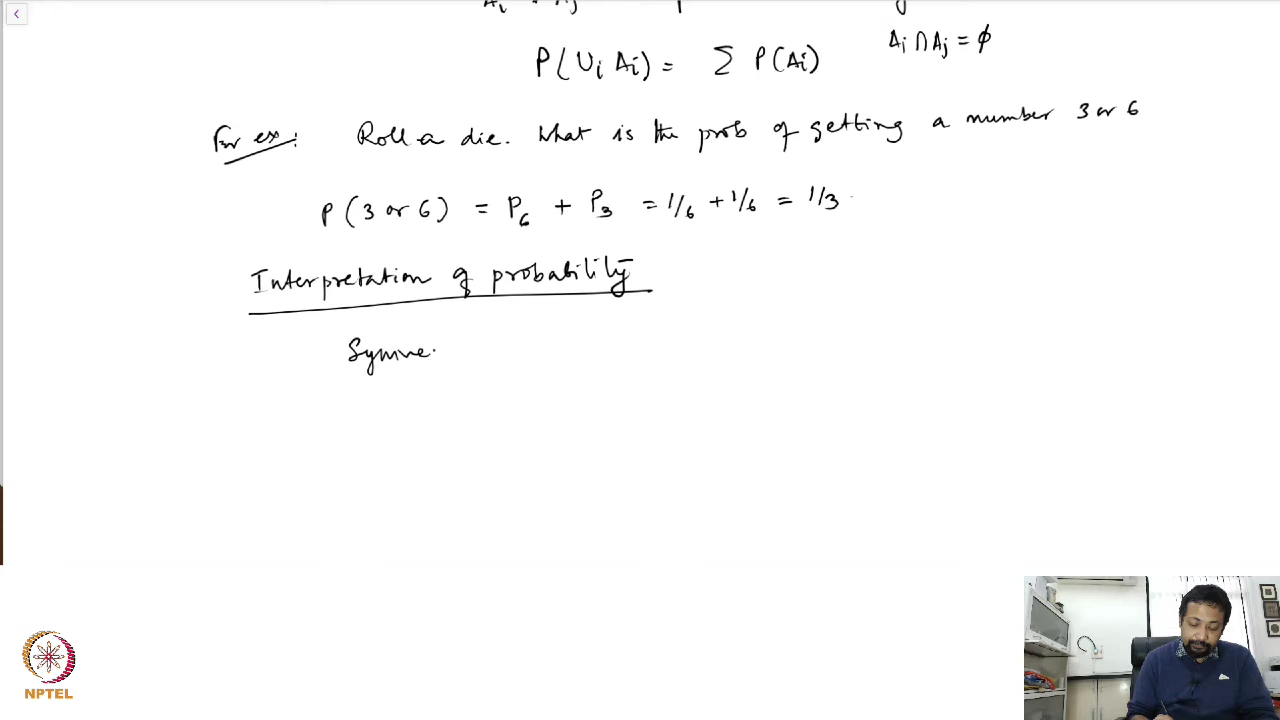 P(∪i Ai) = Σ P(Ai)
Ai ∩ Aj = ϕ
For ex: Roll a die. What is the prob of getting a number 3 or 6
P (3 or 6) = P6 + P3 = 1/6 + 1/6 = 1/3
Interpretation of probability
Symme
NPTEL